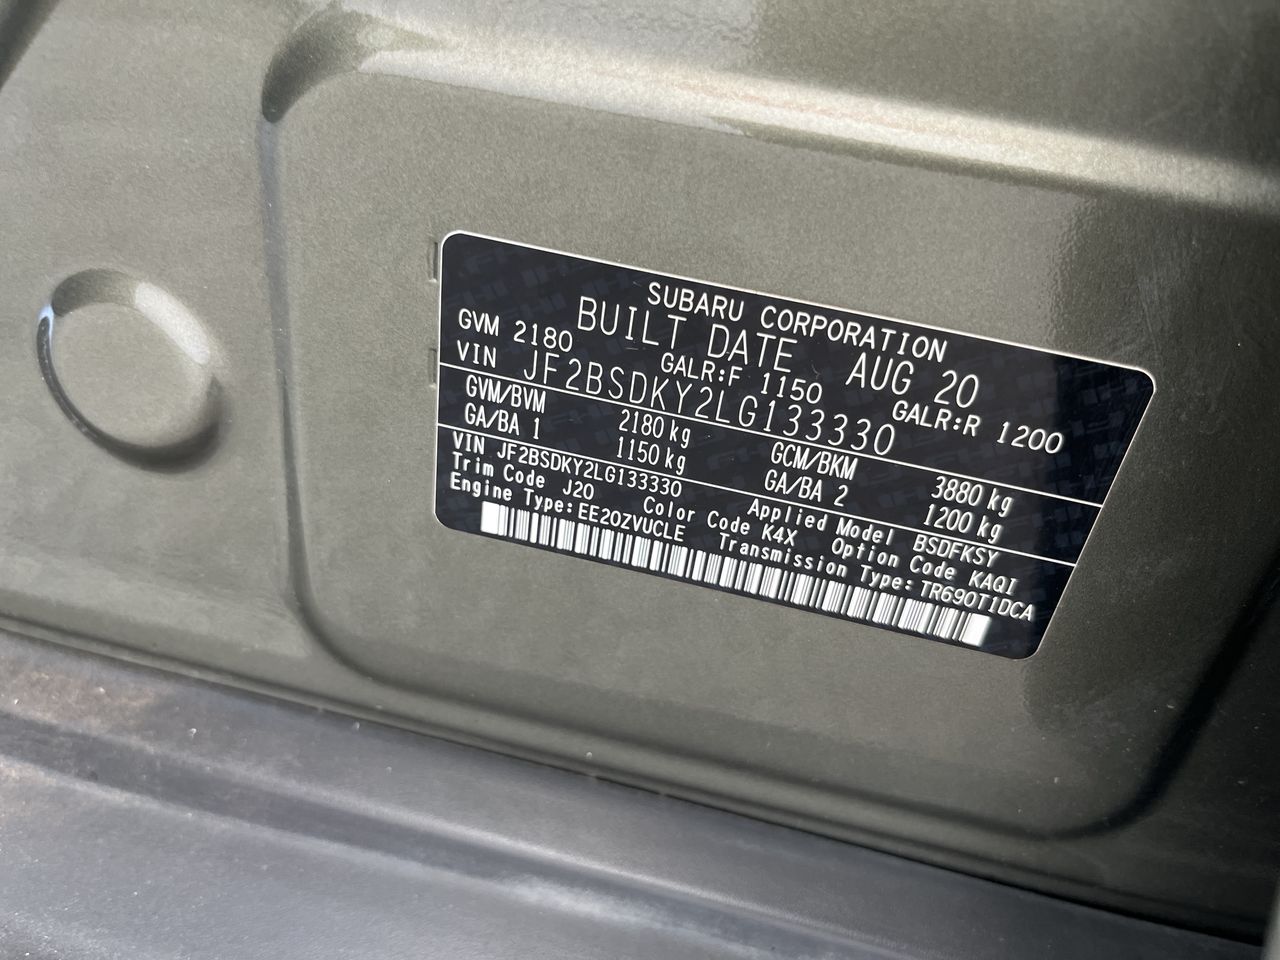 SUBARU CORPORATION
BUILT DATE AUG 20
GVM 2180 GALR:F 1150 GALR:R 1200
VIN JF2BSDKY2LG133330
GVM/BVM 2180 kg GCM/BKM 3880 kg
GA/BA 1 1150 kg GA/BA 2 1200 kg
VIN JF2BSDKY2LG133330 Applied Model BSDFKSY
Trim Code J20 Color Code K4X Option Code KAQI
Engine Type:EE20ZVUCLE Transmission Type:TR690T1DCA